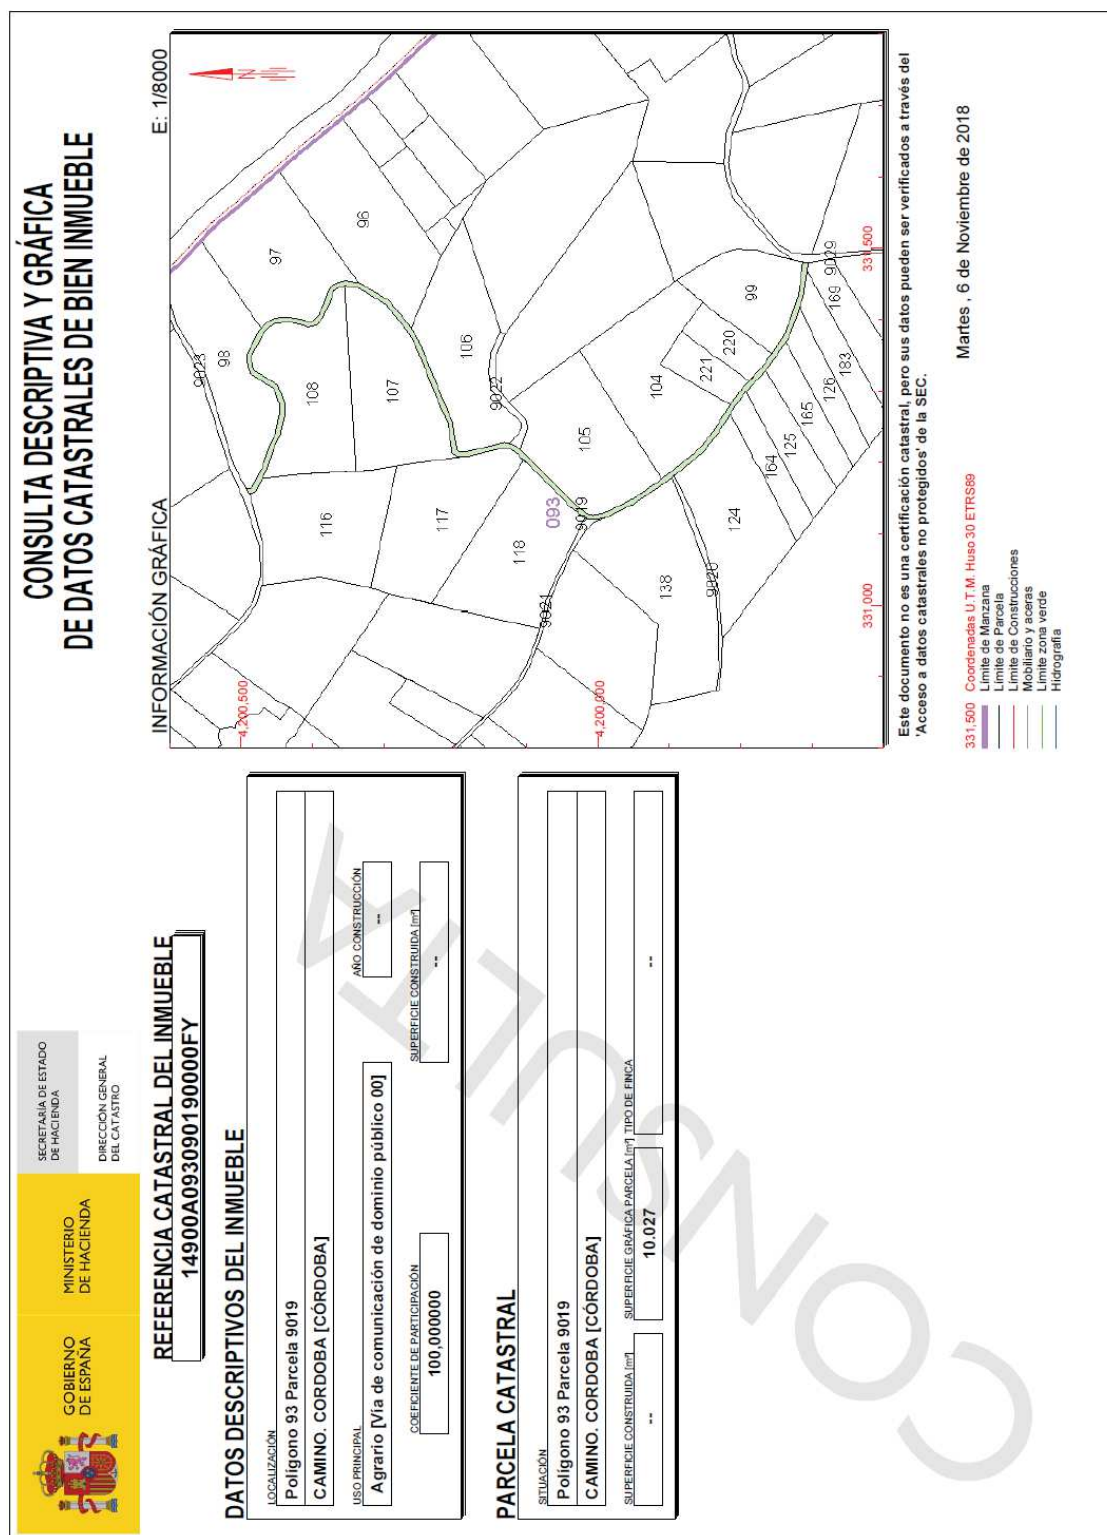 GOBIERNO
DE ESPAÑA
MINISTERIO
DE HACIENDA
SECRETARÍA DE ESTADO
DE HACIENDA
DIRECCIÓN GENERAL
DEL CATASTRO
CONSULTA DESCRIPTIVA Y GRÁFICA
DE DATOS CATASTRALES DE BIEN INMUEBLE
REFERENCIA CATASTRAL DEL INMUEBLE
14900A093090190000FY
DATOS DESCRIPTIVOS DEL INMUEBLE
LOCALIZACIÓN
Polígono 93 Parcela 9019
CAMINO. CORDOBA [CÓRDOBA]
USO PRINCIPAL
AÑO CONSTRUCCIÓN
Agrario [Vía de comunicación de dominio público 00]
--
COEFICIENTE DE PARTICIPACIÓN
SUPERFICIE CONSTRUIDA [m²]
100,000000
--
PARCELA CATASTRAL
SITUACIÓN
Polígono 93 Parcela 9019
CAMINO. CORDOBA [CÓRDOBA]
SUPERFICIE CONSTRUIDA [m²]
SUPERFICIE GRÁFICA PARCELA [m²]
TIPO DE FINCA
--
10.027
--
CONSULTA
INFORMACIÓN GRÁFICA
E: 1/8000
N
9023
98
97
96
4,200,500
108
116
107
117
106
9022
118
093
9021
9019
105
4,200,000
104
138
221
220
99
9020
124
164
125
165
126
183
169
9029
331,000
331,500
Este documento no es una certificación catastral, pero sus datos pueden ser verificados a través del
'Acceso a datos catastrales no protegidos' de la SEC.
331,500 Coordenadas U.T.M. Huso 30 ETRS89
Límite de Manzana
Límite de Parcela
Límite de Construcciones
Mobiliario y aceras
Límite zona verde
Hidrografía
Martes , 6 de Noviembre de 2018